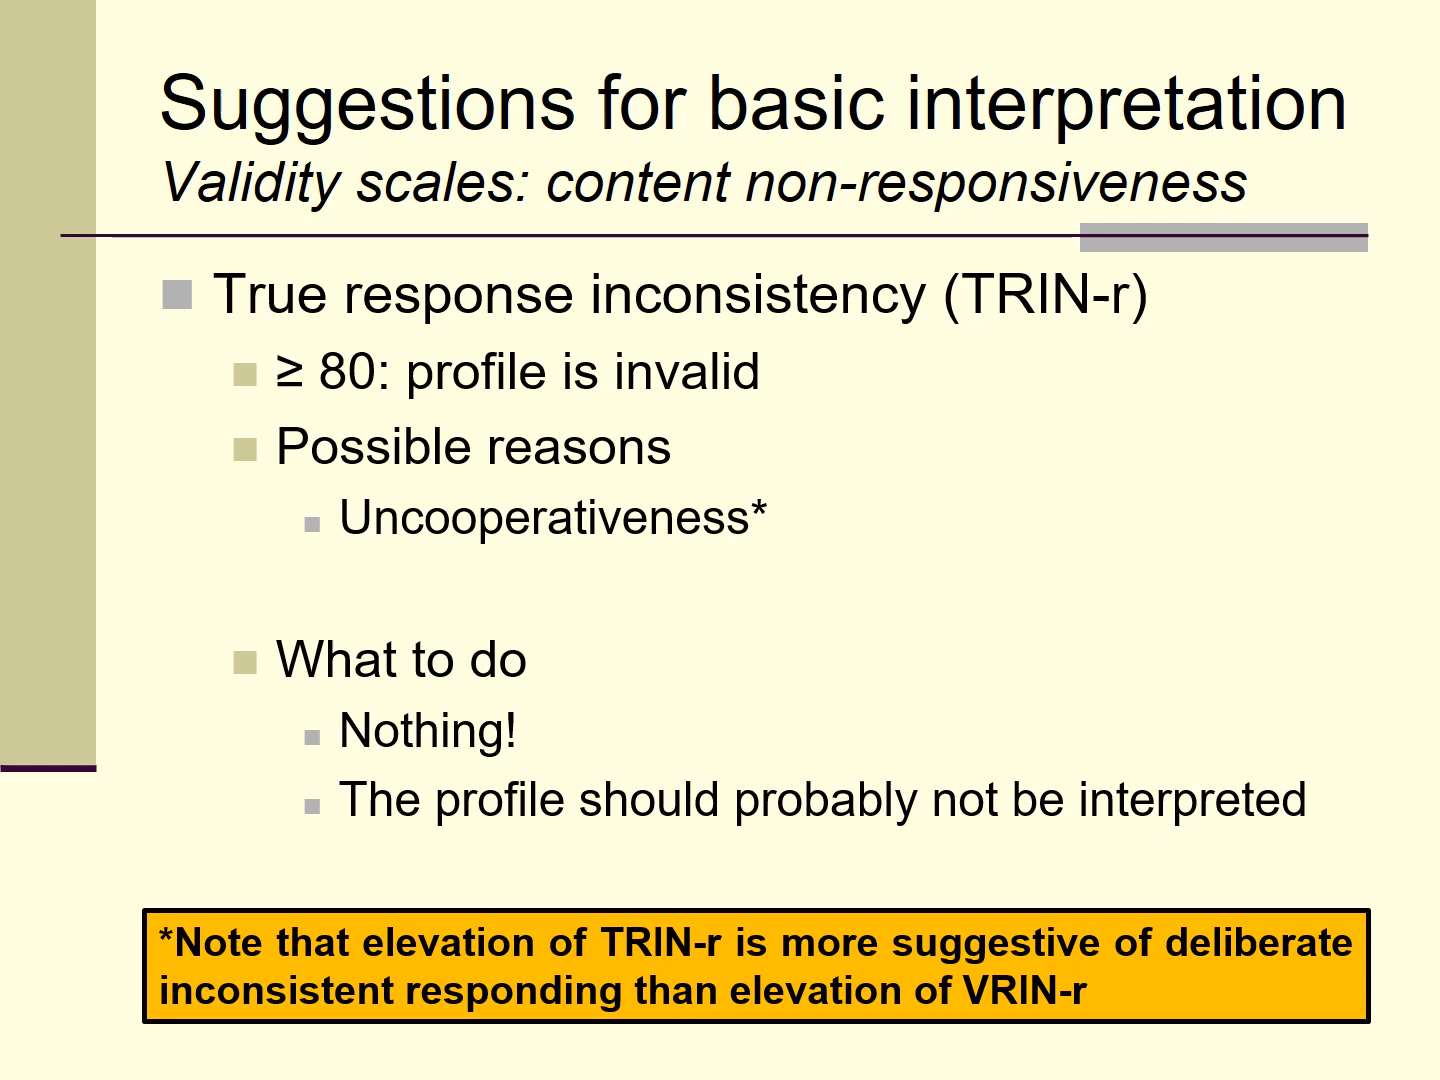 Suggestions for basic interpretation
Validity scales: content non-responsiveness
True response inconsistency (TRIN-r)
≥ 80: profile is invalid
Possible reasons
Uncooperativeness*
What to do
Nothing!
The profile should probably not be interpreted
*Note that elevation of TRIN-r is more suggestive of deliberate
inconsistent responding than elevation of VRIN-r